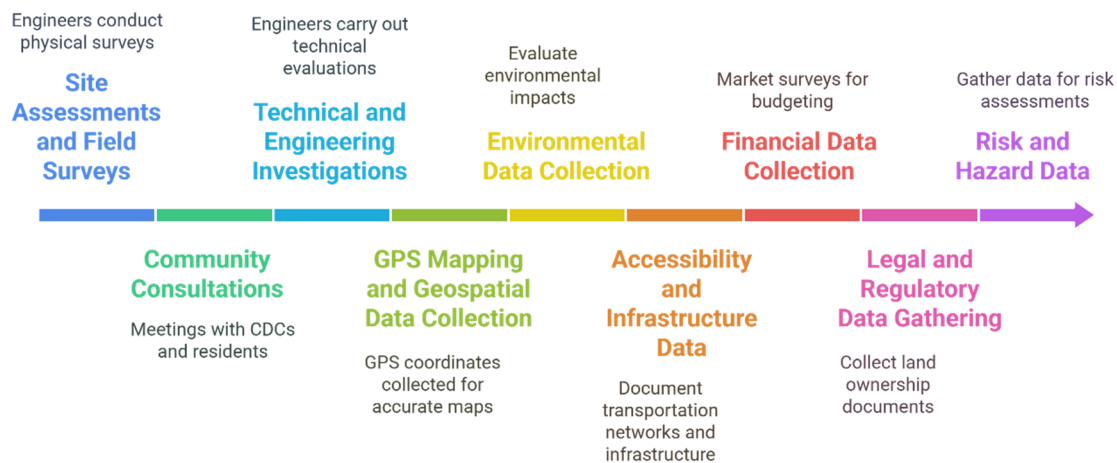 Engineers conduct
physical surveys
Site
Assessments
and Field
Surveys
Community
Consultations
Meetings with CDCs
and residents
Engineers carry out
technical
evaluations
Technical and
Engineering
Investigations
GPS Mapping
and Geospatial
Data Collection
GPS coordinates
collected for
accurate maps
Evaluate
environmental
impacts
Environmental
Data Collection
Accessibility
and
Infrastructure
Data
Document
transportation
networks and
infrastructure
Market surveys for
budgeting
Financial Data
Collection
Legal and
Regulatory
Data Gathering
Collect land
ownership
documents
Gather data for risk
assessments
Risk and
Hazard Data